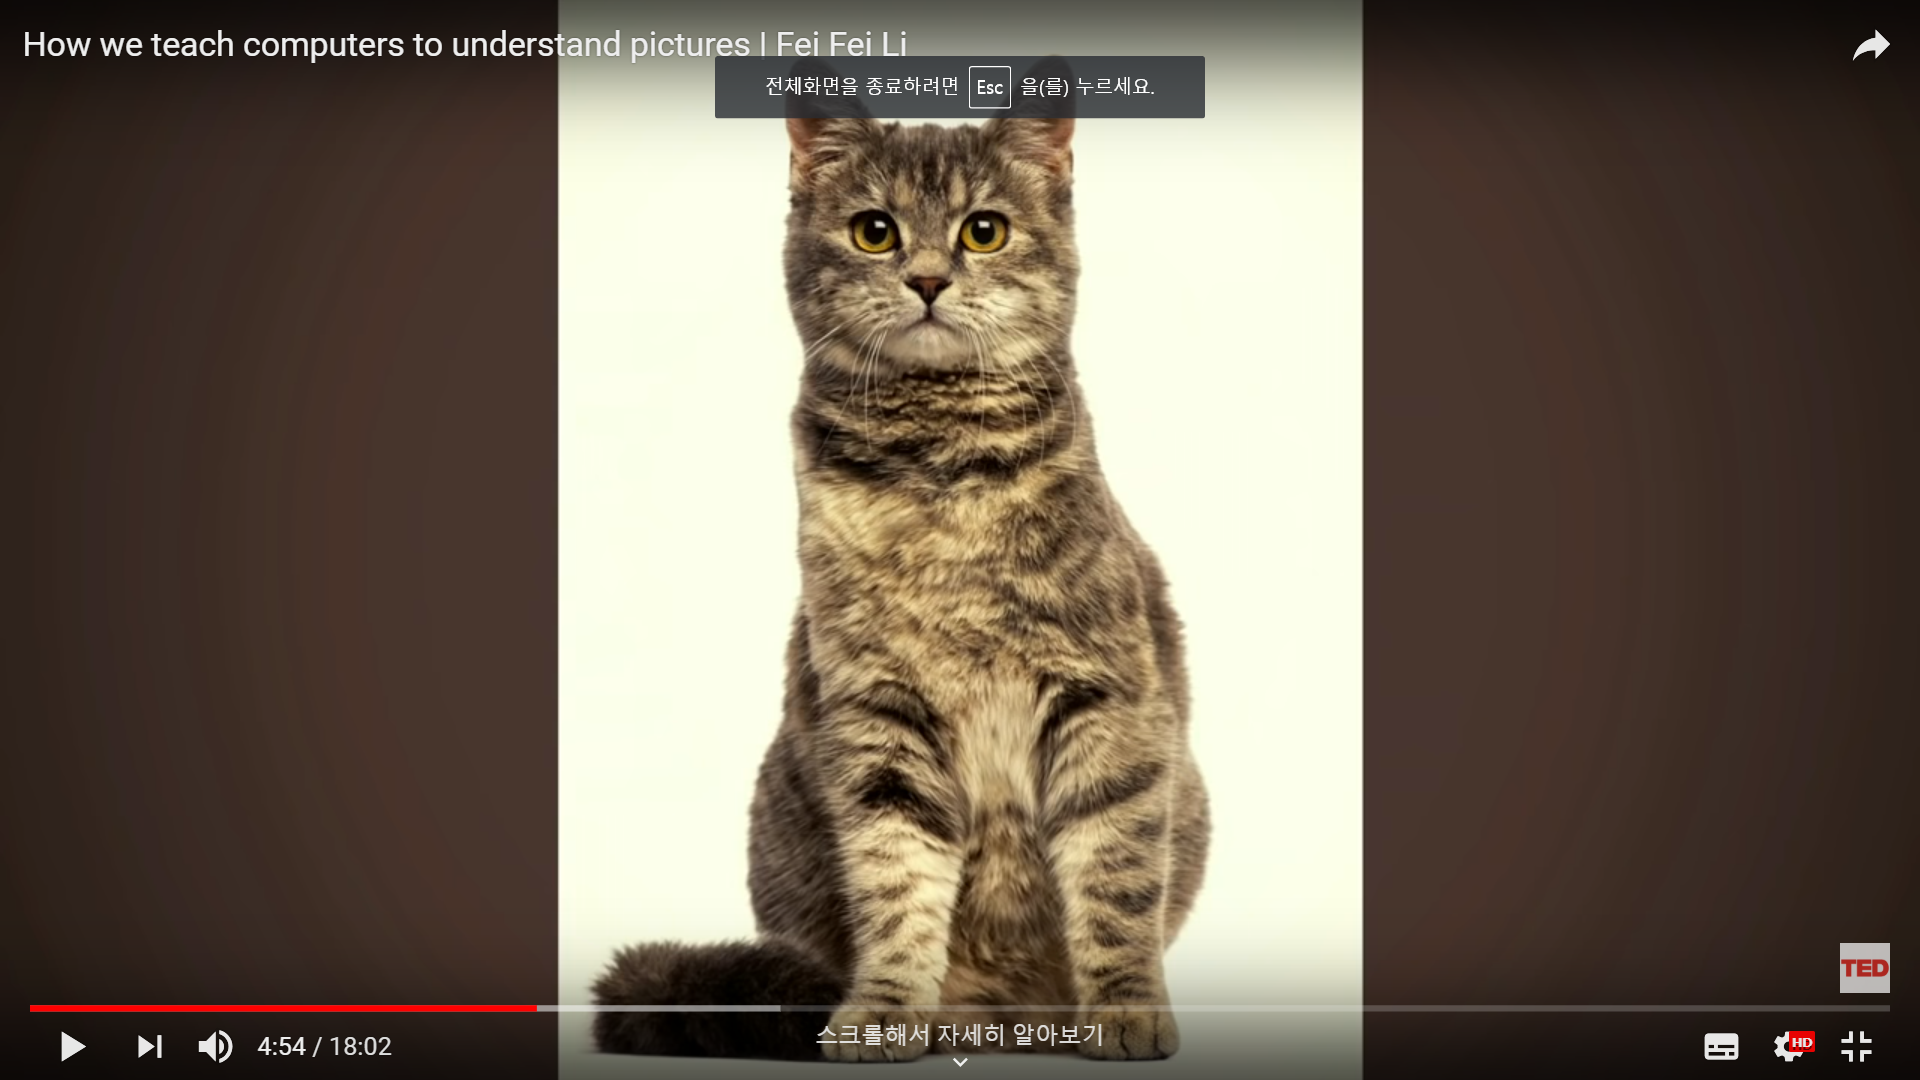 How we teach computers to understand pictures | Fei Fei Li
전체화면을 종료하려면 Esc 을(를) 누르세요.
TED
4:54 / 18:02
스크롤해서 자세히 알아보기
HD